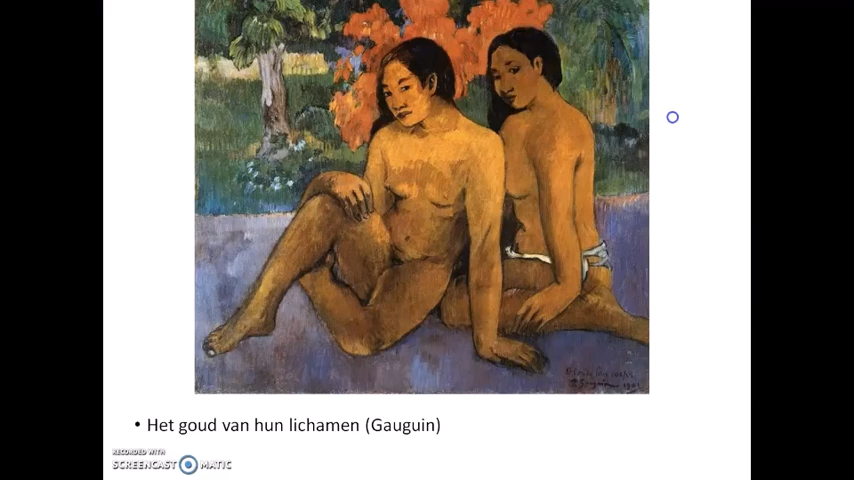 • Het goud van hun lichamen (Gauguin)
RECORDED WITH
SCREENCAST MATIC